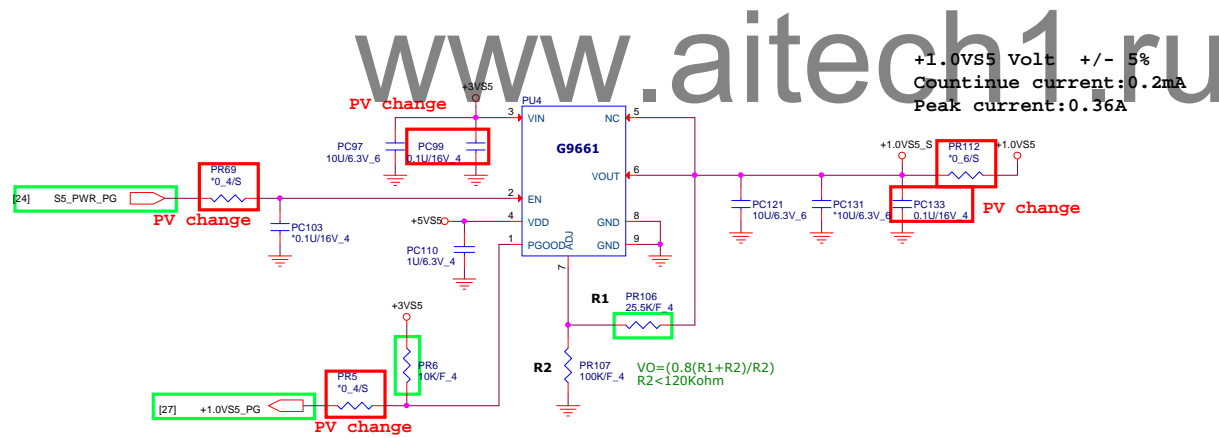 www.aitech1.ru
+1.0VS5 Volt +/- 5%
Countinue current:0.2mA
Peak current:0.36A
+3VS5
PV change
PU4
3 VIN
NC 5
PC97
10U/6.3V_6
PC99
0.1U/16V_4
G9661
+1.0VS5_S
PR112
*0_6/S
+1.0VS5
PR69
*0_4/S
VOUT 6
[24] S5_PWR_PG
2 EN
PV change
PC121
10U/6.3V_6
PC131
*10U/6.3V_6
PC133
0.1U/16V_4
PV change
PC103
*0.1U/16V_4
+5VS5
4 VDD
GND 8
1 PGOOD
GND 9
ADJ
7
PC110
1U/6.3V_4
R1
PR106
25.5K/F_4
+3VS5
PR6
10K/F_4
R2
PR107
100K/F_4
VO=(0.8(R1+R2)/R2)
R2<120Kohm
PR5
*0_4/S
[27] +1.0VS5_PG
PV change